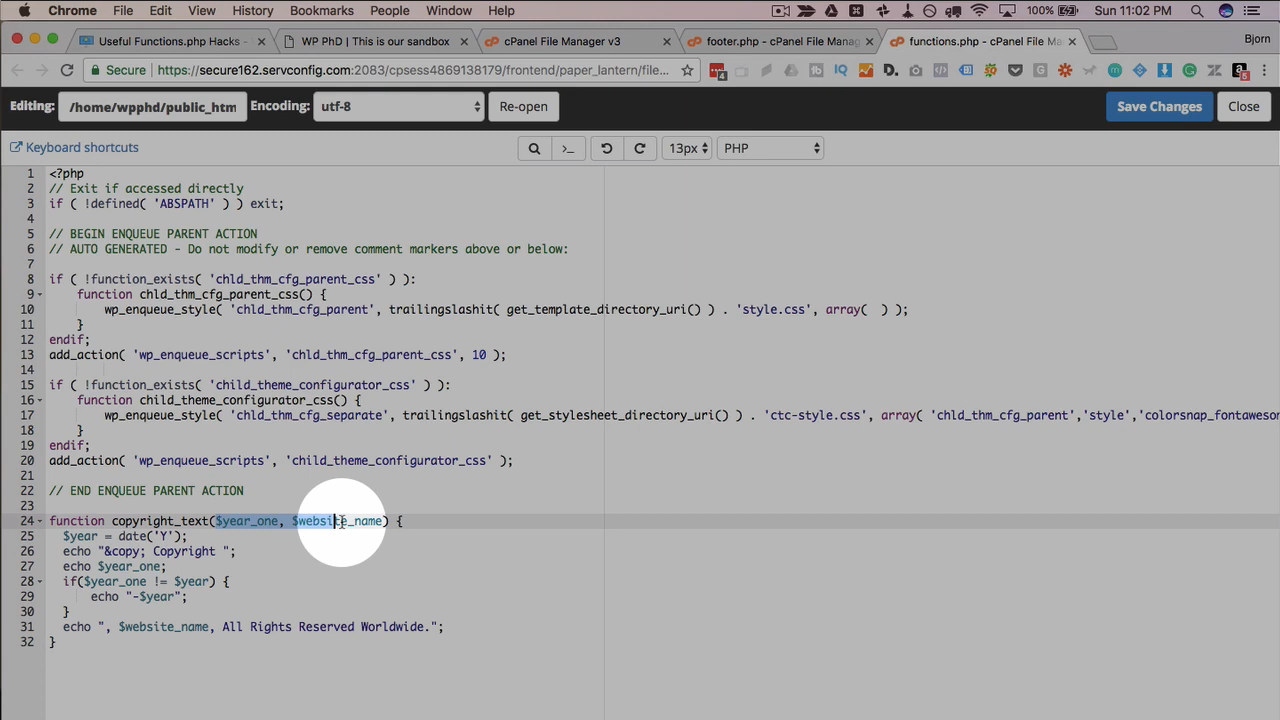 Chrome File Edit View History Bookmarks People Window Help 100% Sun 11:02 PM
Useful Functions.php Hacks - WP PhD | This is our sandbox cPanel File Manager v3 footer.php - cPanel File Manag functions.php - cPanel File Ma Bjorn
Secure https://secure162.servconfig.com:2083/cpsess4869138179/frontend/paper_lantern/file...
Editing: /home/wpphd/public_htm Encoding: utf-8 Re-open Save Changes Close
Keyboard shortcuts 13px PHP
1 <?php
2 // Exit if accessed directly
3 if ( !defined( 'ABSPATH' ) ) exit;
4
5 // BEGIN ENQUEUE PARENT ACTION
6 // AUTO GENERATED - Do not modify or remove comment markers above or below:
7
8 if ( !function_exists( 'chld_thm_cfg_parent_css' ) ):
9 function chld_thm_cfg_parent_css() {
10 wp_enqueue_style( 'chld_thm_cfg_parent', trailingslashit( get_template_directory_uri() ) . 'style.css', array( ) );
11 }
12 endif;
13 add_action( 'wp_enqueue_scripts', 'chld_thm_cfg_parent_css', 10 );
14
15 if ( !function_exists( 'child_theme_configurator_css' ) ):
16 function child_theme_configurator_css() {
17 wp_enqueue_style( 'chld_thm_cfg_separate', trailingslashit( get_stylesheet_directory_uri() ) . 'ctc-style.css', array( 'chld_thm_cfg_parent','style','colorsnap_fontaweson
18 }
19 endif;
20 add_action( 'wp_enqueue_scripts', 'child_theme_configurator_css' );
21
22 // END ENQUEUE PARENT ACTION
23
24 function copyright_text($year_one, $website_name) {
25 $year = date('Y');
26 echo "&copy; Copyright ";
27 echo $year_one;
28 if($year_one != $year) {
29 echo "-$year";
30 }
31 echo ", $website_name, All Rights Reserved Worldwide.";
32 }